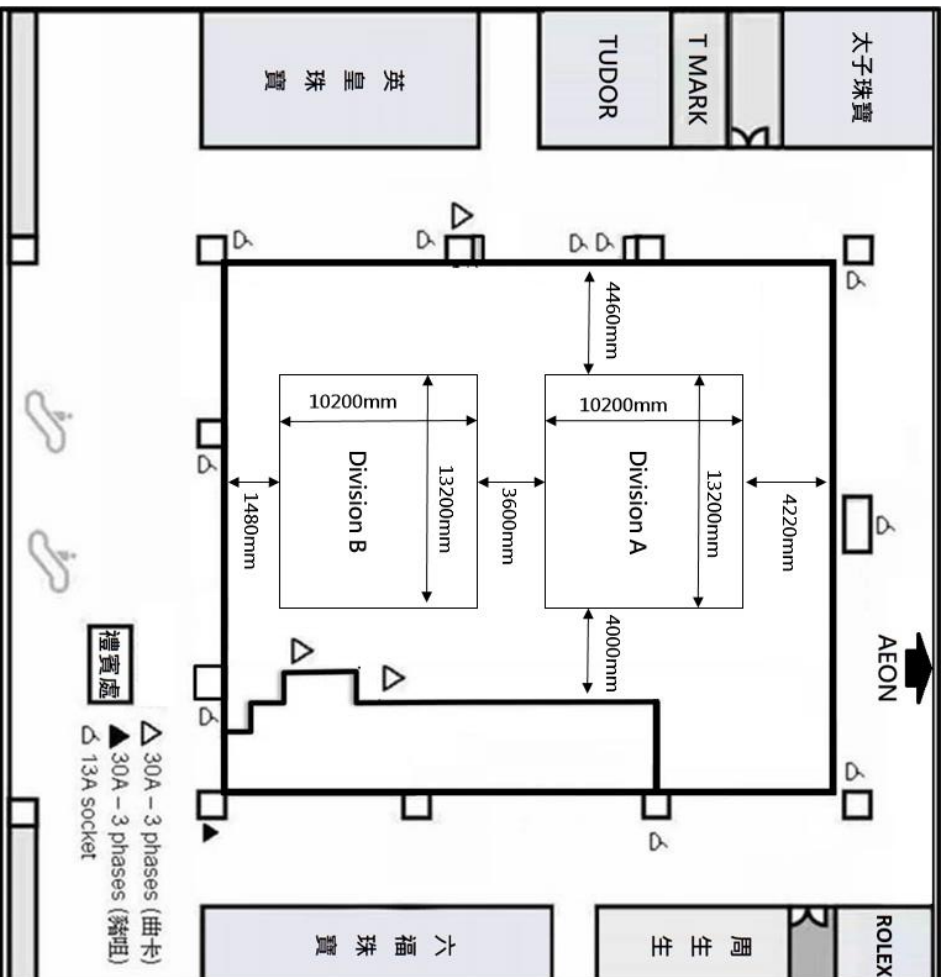 英皇珠寶
TUDOR
T MARK
太子珠寶
4460mm
10200mm
13200mm
Division B
1480mm
3600mm
10200mm
13200mm
Division A
4220mm
4000mm
AEON
禮賓處
30A – 3 phases (曲卡)
30A – 3 phases (豬咀)
13A socket
六福珠寶
周生生
ROLEX